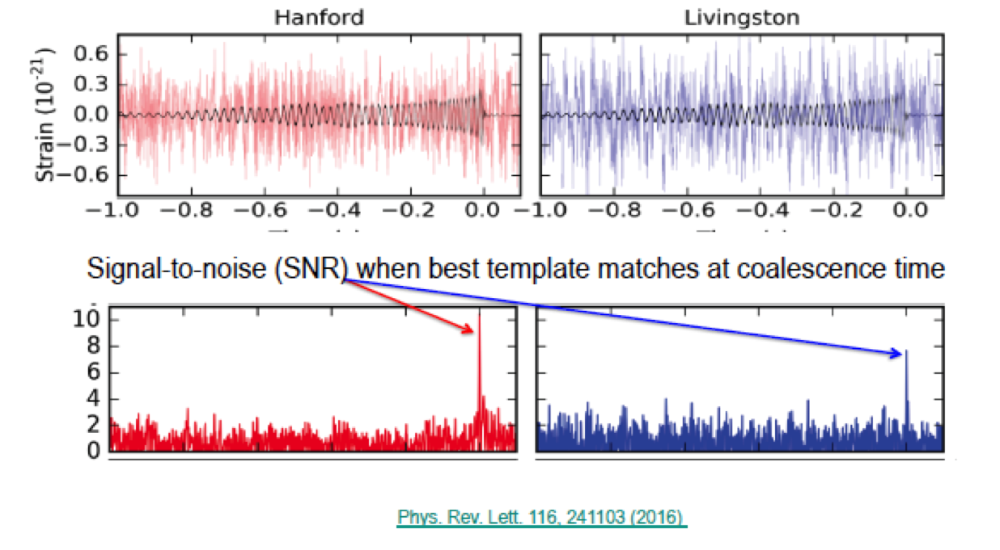 Hanford Livingston
Strain (10⁻²¹)
0.6
0.3
0.0
−0.3
−0.6
−1.0 −0.8 −0.6 −0.4 −0.2 0.0 −1.0 −0.8 −0.6 −0.4 −0.2 0.0
Signal-to-noise (SNR) when best template matches at coalescence time
10
8
6
4
2
0
Phys. Rev. Lett. 116, 241103 (2016)